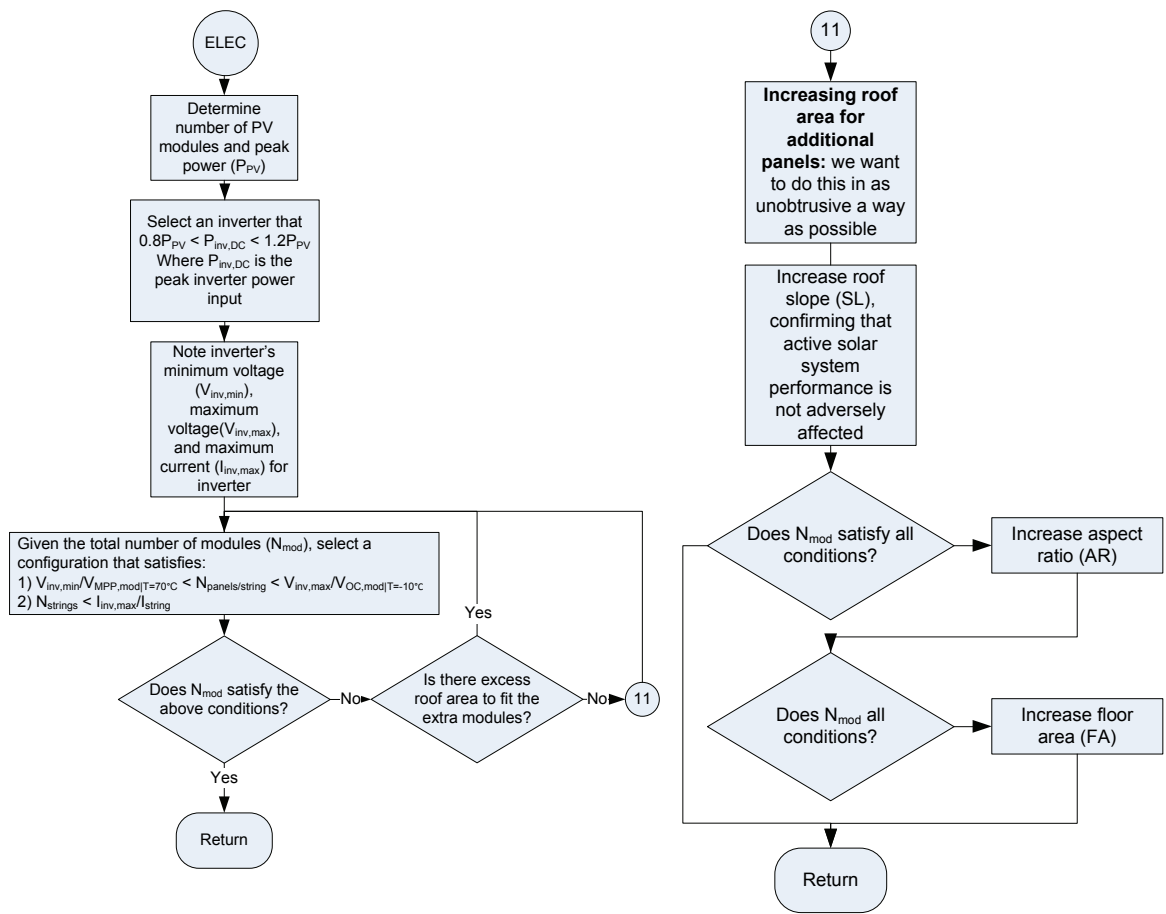 ELEC
Determine
number of PV
modules and peak
power (PPV)
Select an inverter that
0.8PPV < Pinv,DC < 1.2PPV
Where Pinv,DC is the
peak inverter power
input
Note inverter's
minimum voltage
(Vinv,min),
maximum
voltage(Vinv,max),
and maximum
current (Iinv,max) for
inverter
Given the total number of modules (Nmod), select a
configuration that satisfies:
1) Vinv,min/VMPP,mod|T=70°C < Npanels/string < Vinv,max/VOC,mod|T=-10°C
2) Nstrings < Iinv,max/Istring
Yes
Does Nmod satisfy the
above conditions?
No
Is there excess
roof area to fit the
extra modules?
No
11
Yes
Return
11
Increasing roof
area for
additional
panels: we want
to do this in as
unobtrusive a way
as possible
Increase roof
slope (SL),
confirming that
active solar
system
performance is
not adversely
affected
Does Nmod satisfy all
conditions?
Increase aspect
ratio (AR)
Does Nmod all
conditions?
Increase floor
area (FA)
Return